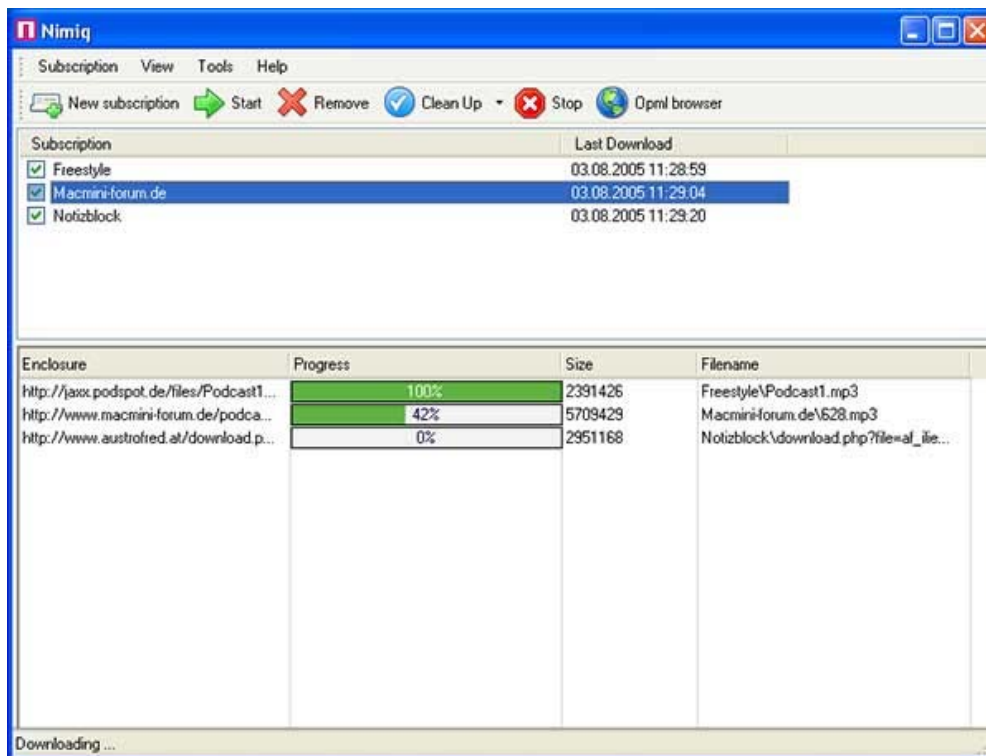 Nimiq
Subscription View Tools Help
New subscription Start Remove Clean Up Stop Opml browser
Subscription Last Download
Freestyle 03.08.2005 11:28:59
Macmini-forum.de 03.08.2005 11:29:04
Notizblock 03.08.2005 11:29:20
Enclosure Progress Size Filename
http://jaxx.podspot.de/files/Podcast1... 100% 2391426 Freestyle\Podcast1.mp3
http://www.macmini-forum.de/podca... 42% 5709429 Macmini-forum.de\628.mp3
http://www.austrofred.at/download.p... 0% 2951168 Notizblock\download.php?file=af_ilie...
Downloading ...